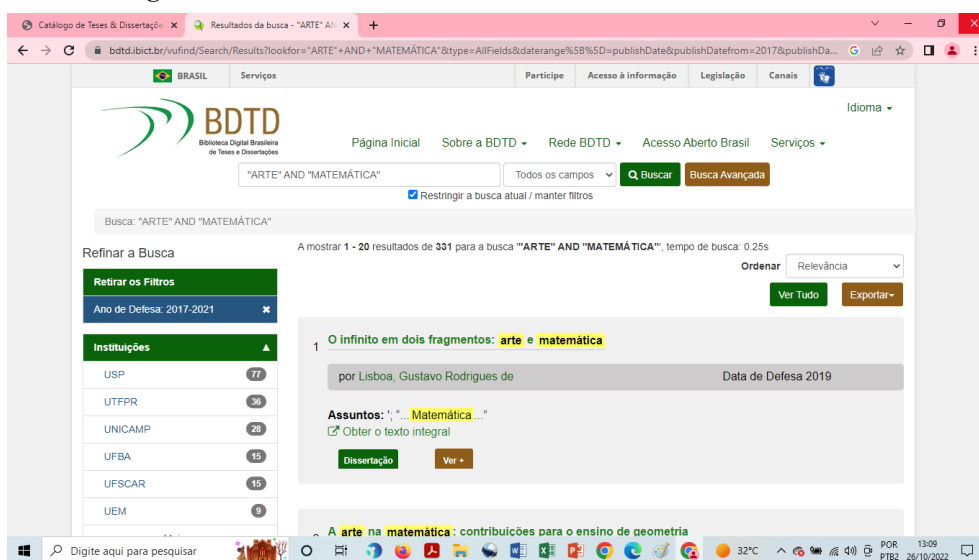 Catálogo de Teses & Dissertaçõe
Resultados da busca - "ARTE" AN
bdtd.ibict.br/vufind/Search/Results?lookfor="ARTE"+AND+"MATEMÁTICA"&type=AllFields&daterange%5B%5D=publishDate&publishDatefrom=2017&publishDa...
BRASIL Serviços Participe Acesso à informação Legislação Canais
Idioma
BDTD
Biblioteca Digital Brasileira
de Teses e Dissertações
Página Inicial Sobre a BDTD Rede BDTD Acesso Aberto Brasil Serviços
"ARTE" AND "MATEMÁTICA" Todos os campos Buscar Busca Avançada
Restringir a busca atual / manter filtros
Busca: "ARTE" AND "MATEMÁTICA"
Refinar a Busca
Retirar os Filtros
Ano de Defesa: 2017-2021
Instituições
USP 77
UTFPR 36
UNICAMP 28
UFBA 15
UFSCAR 15
UEM 9
A mostrar 1 - 20 resultados de 331 para a busca '"ARTE" AND "MATEMÁTICA"', tempo de busca: 0.25s
Ordenar Relevância
Ver Tudo Exportar
1 O infinito em dois fragmentos: arte e matemática
por Lisboa, Gustavo Rodrigues de Data de Defesa 2019
Assuntos: '; "... Matemática ..."
Obter o texto integral
Dissertação Ver +
A arte na matemática: contribuições para o ensino de geometria
Digite aqui para pesquisar
32°C
POR
PTB2
13:09
26/10/2022